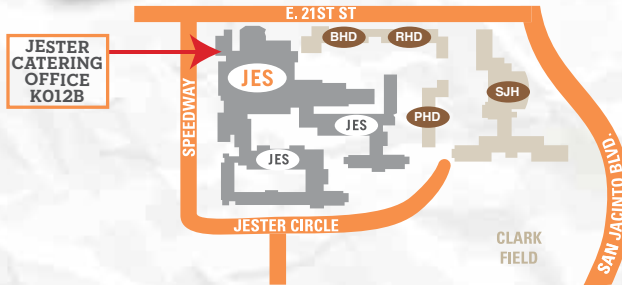 E. 21ST ST
JESTER
CATERING
OFFICE
K012B
BHD
RHD
JES
SJH
PHD
JES
SPEEDWAY
JES
JESTER CIRCLE
CLARK
FIELD
SAN JACINTO BLVD.